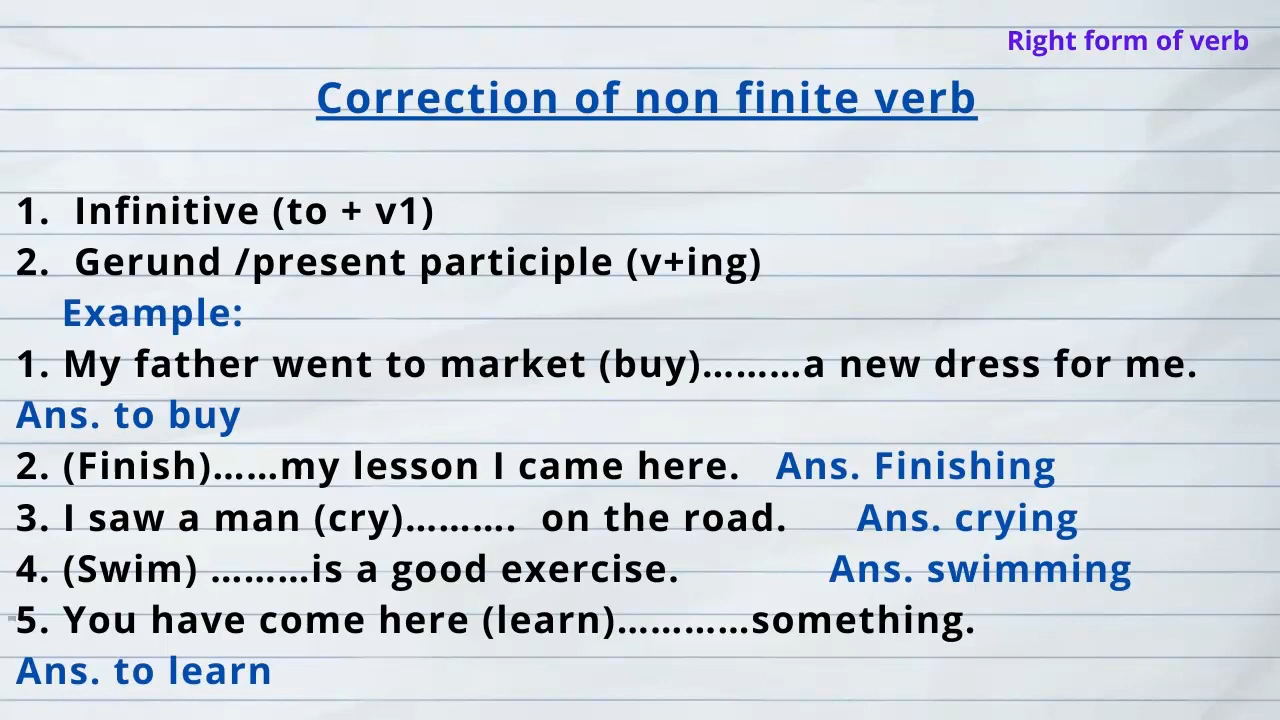 Right form of verb
Correction of non finite verb
1. Infinitive (to + v1)
2. Gerund /present participle (v+ing)
Example:
1. My father went to market (buy)………a new dress for me.
Ans. to buy
2. (Finish)……my lesson I came here. Ans. Finishing
3. I saw a man (cry)………. on the road. Ans. crying
4. (Swim) ………is a good exercise. Ans. swimming
5. You have come here (learn)…………something.
Ans. to learn